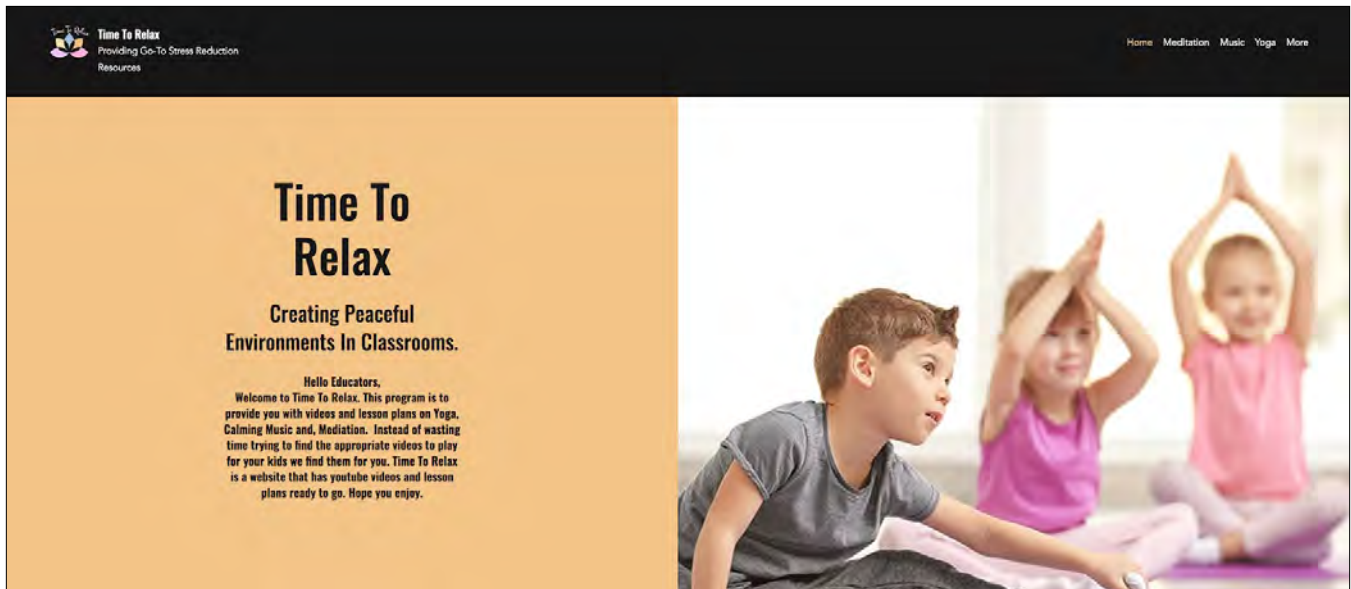 Time To Relax
Time To Relax
Providing Go-To Stress Reduction
Resources
Home Meditation Music Yoga More
Time To
Relax
Creating Peaceful
Environments In Classrooms.
Hello Educators,
Welcome to Time To Relax. This program is to
provide you with videos and lesson plans on Yoga,
Calming Music and, Mediation. Instead of wasting
time trying to find the appropriate videos to play
for your kids we find them for you. Time To Relax
is a website that has youtube videos and lesson
plans ready to go. Hope you enjoy.